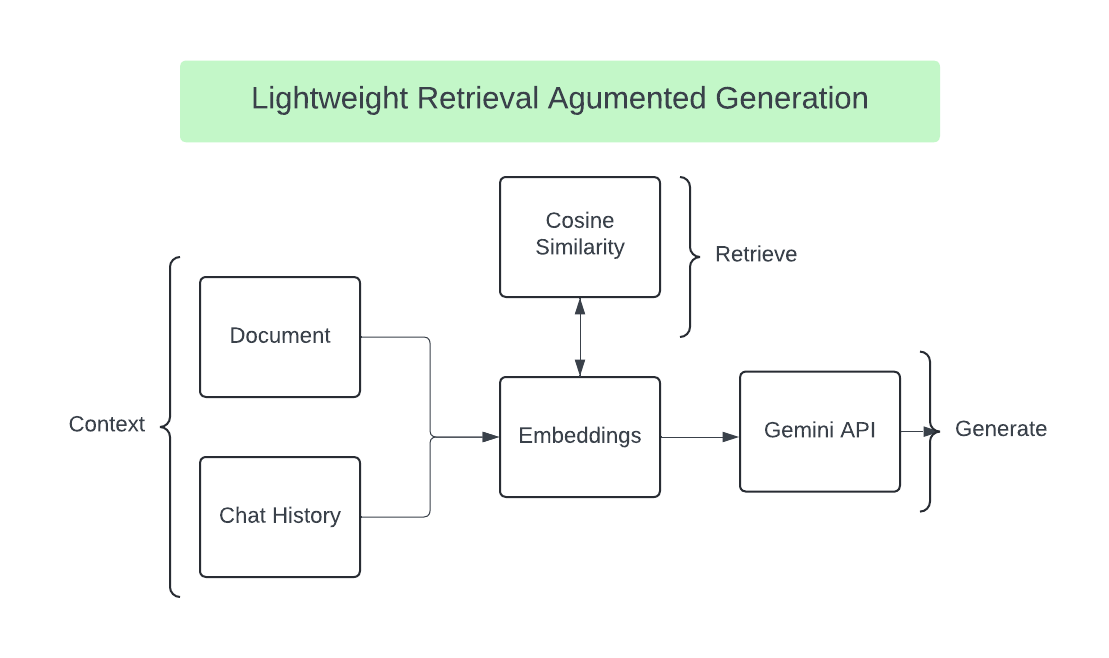 Lightweight Retrieval Agumented Generation
Cosine
Similarity
Retrieve
Document
Context
Embeddings
Gemini API
Generate
Chat History